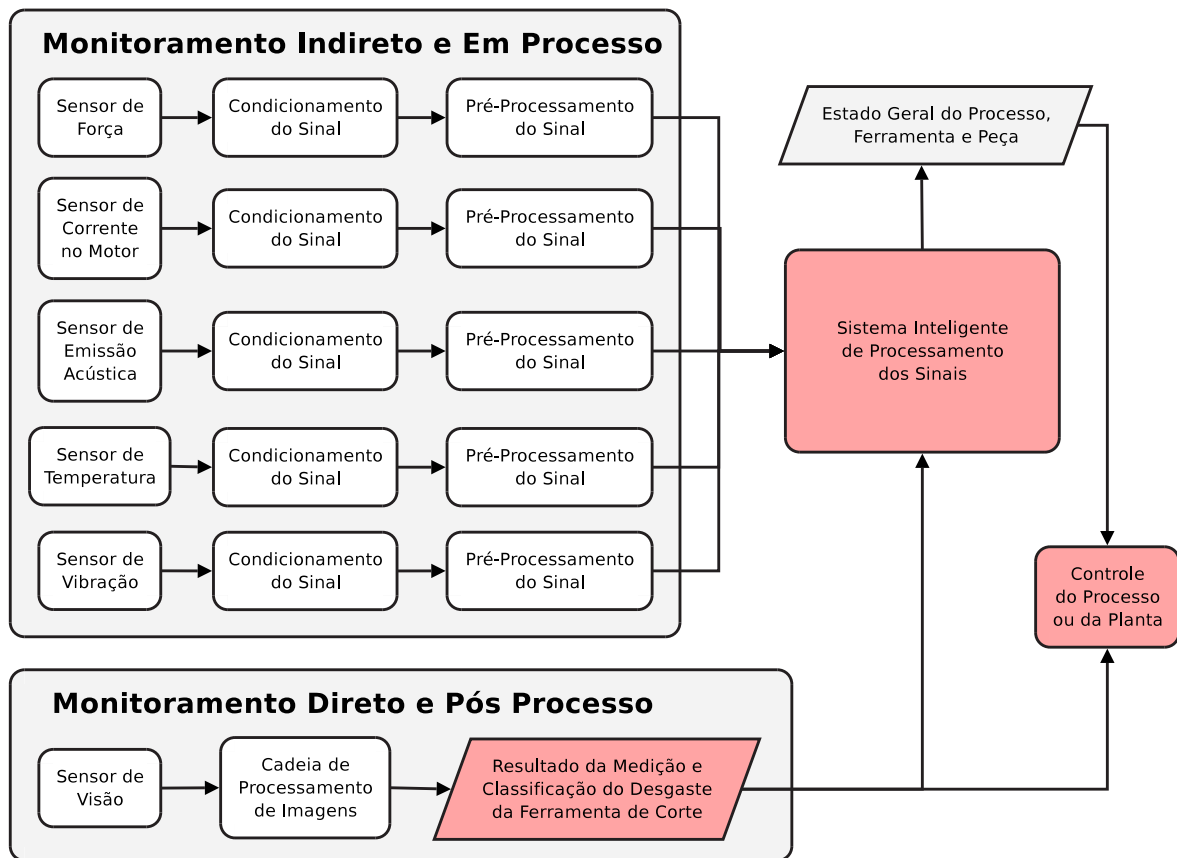 Monitoramento Indireto e Em Processo
Sensor de
Força
Condicionamento
do Sinal
Pré-Processamento
do Sinal
Sensor de
Corrente
no Motor
Condicionamento
do Sinal
Pré-Processamento
do Sinal
Sensor de
Emissão
Acústica
Condicionamento
do Sinal
Pré-Processamento
do Sinal
Sensor de
Temperatura
Condicionamento
do Sinal
Pré-Processamento
do Sinal
Sensor de
Vibração
Condicionamento
do Sinal
Pré-Processamento
do Sinal
Estado Geral do Processo,
Ferramenta e Peça
Sistema Inteligente
de Processamento
dos Sinais
Controle
do Processo
ou da Planta
Monitoramento Direto e Pós Processo
Sensor de
Visão
Cadeia de
Processamento
de Imagens
Resultado da Medição e
Classificação do Desgaste
da Ferramenta de Corte